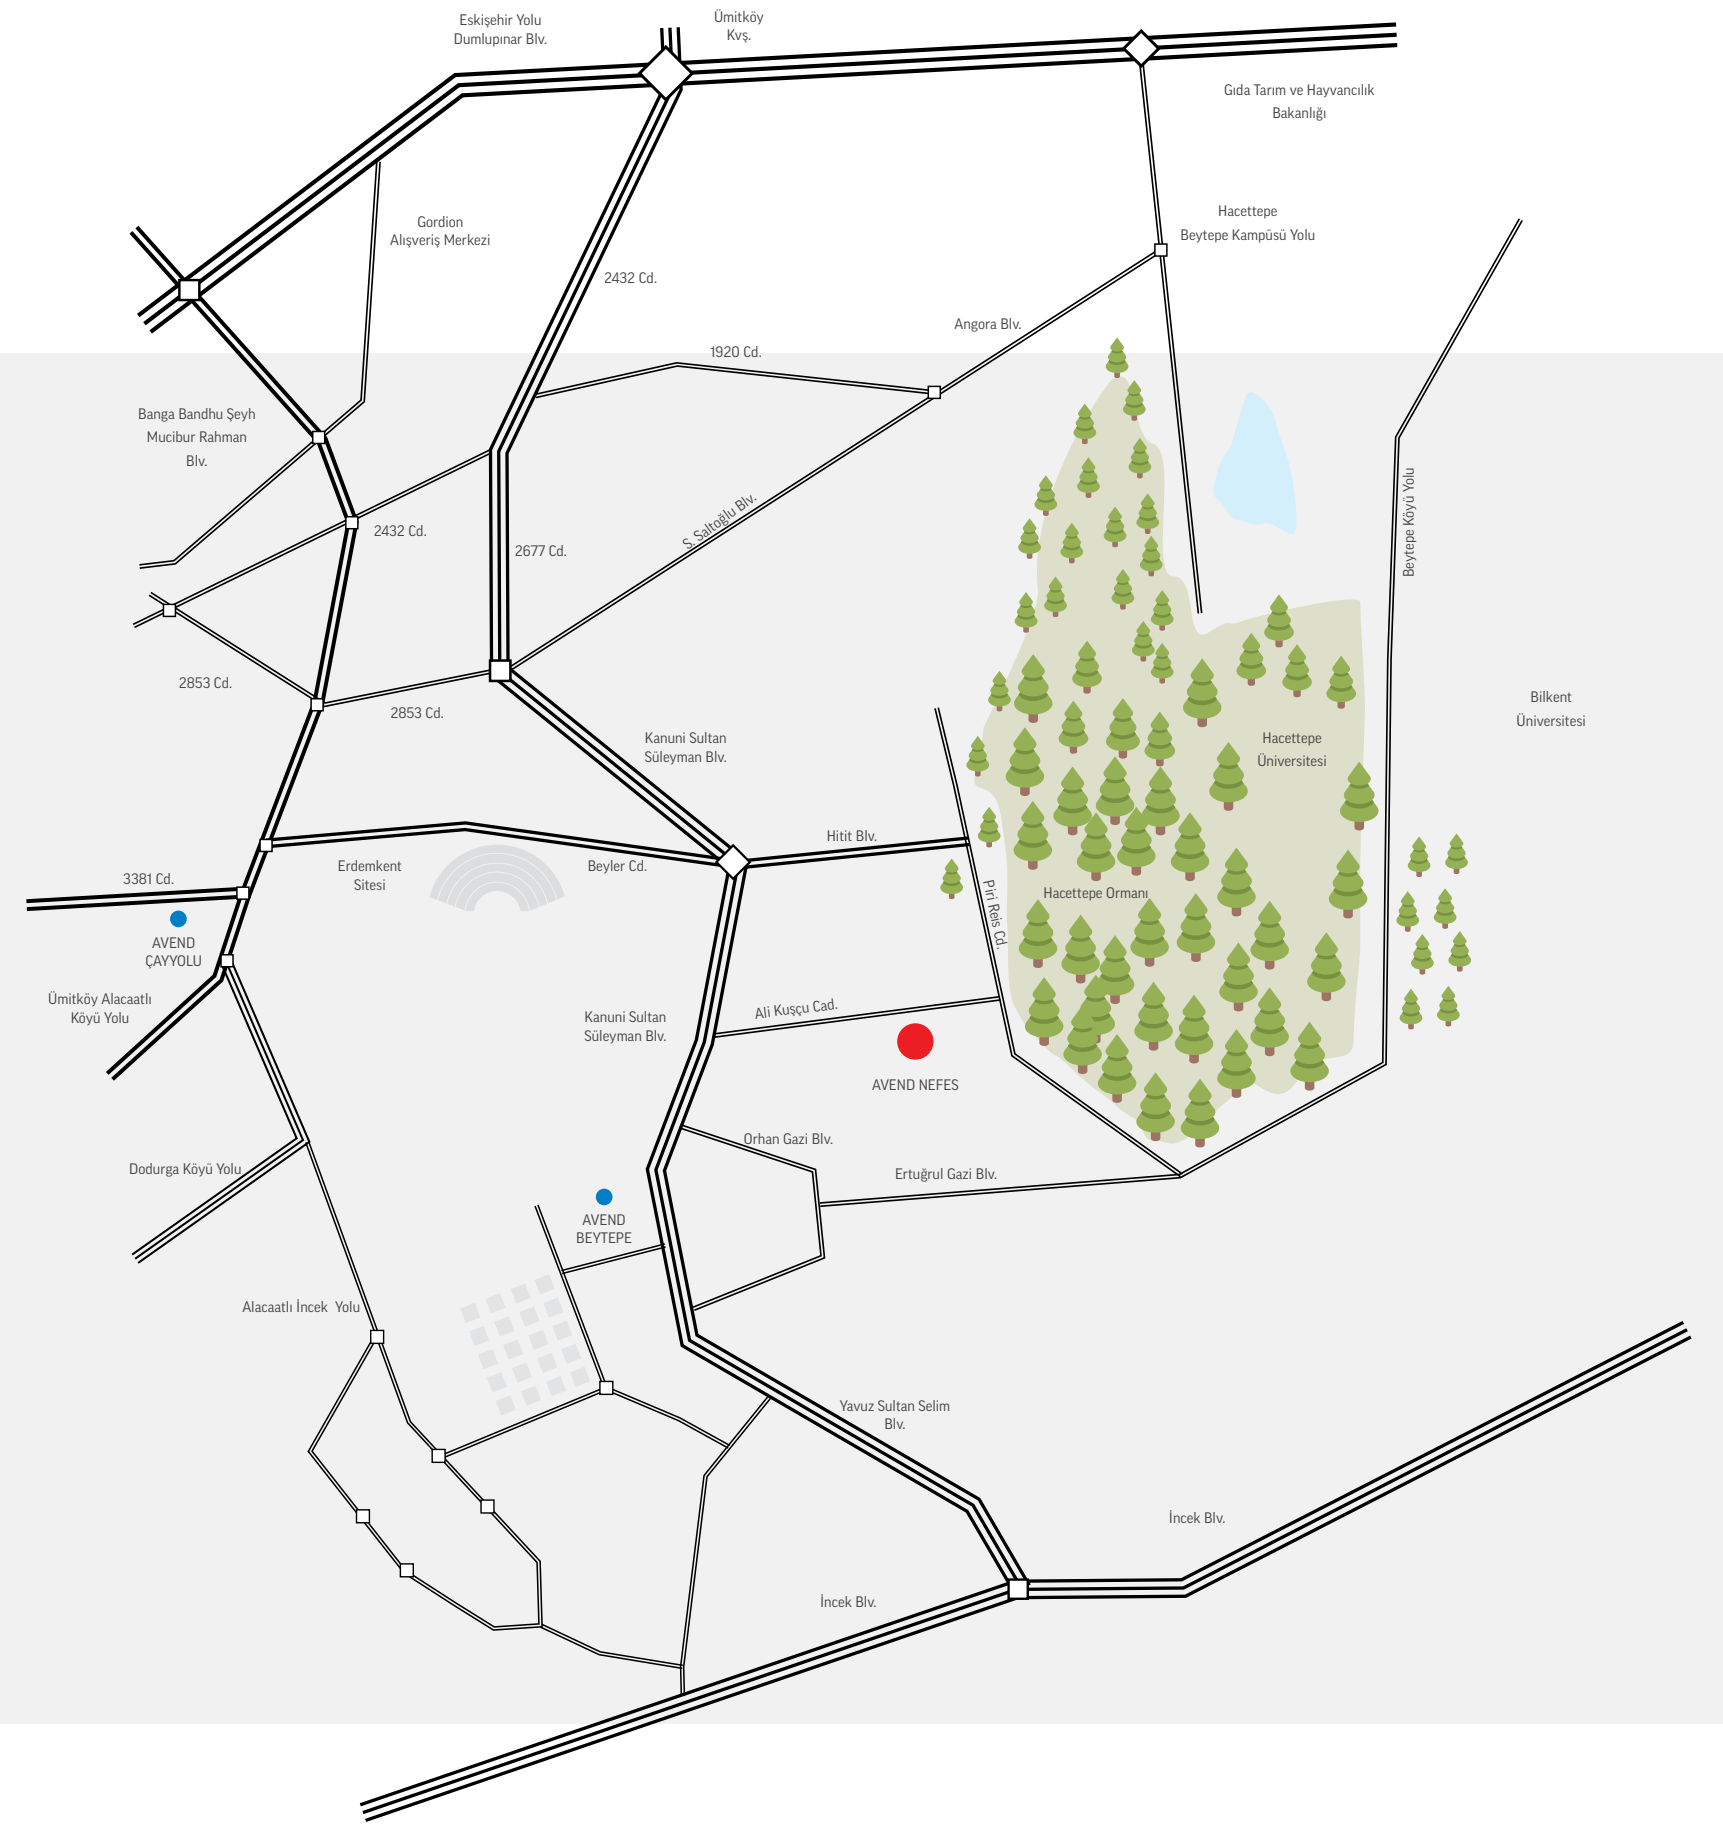 Eskişehir Yolu
Dumlupınar Blv.
Ümitköy
Kvş.
Gıda Tarım ve Hayvancılık
Bakanlığı
Gordion
Alışveriş Merkezi
Hacettepe
Beytepe Kampüsü Yolu
2432 Cd.
Angora Blv.
1920 Cd.
Banga Bandhu Şeyh
Mucibur Rahman
Blv.
2432 Cd.
2677 Cd.
S. Saltoğlu Blv.
Beytepe Köyü Yolu
2853 Cd.
2853 Cd.
Bilkent
Üniversitesi
Kanuni Sultan
Süleyman Blv.
Hacettepe
Üniversitesi
Hitit Blv.
Erdemkent
Sitesi
Beyler Cd.
3381 Cd.
Hacettepe Ormanı
Piri Reis Cd.
AVEND
ÇAYYOLU
Ümitköy Alacaatlı
Köyü Yolu
Kanuni Sultan
Süleyman Blv.
Ali Kuşçu Cad.
AVEND NEFES
Orhan Gazi Blv.
Dodurga Köyü Yolu
Ertuğrul Gazi Blv.
AVEND
BEYTEPE
Alacaatlı İncek Yolu
Yavuz Sultan Selim
Blv.
İncek Blv.
İncek Blv.